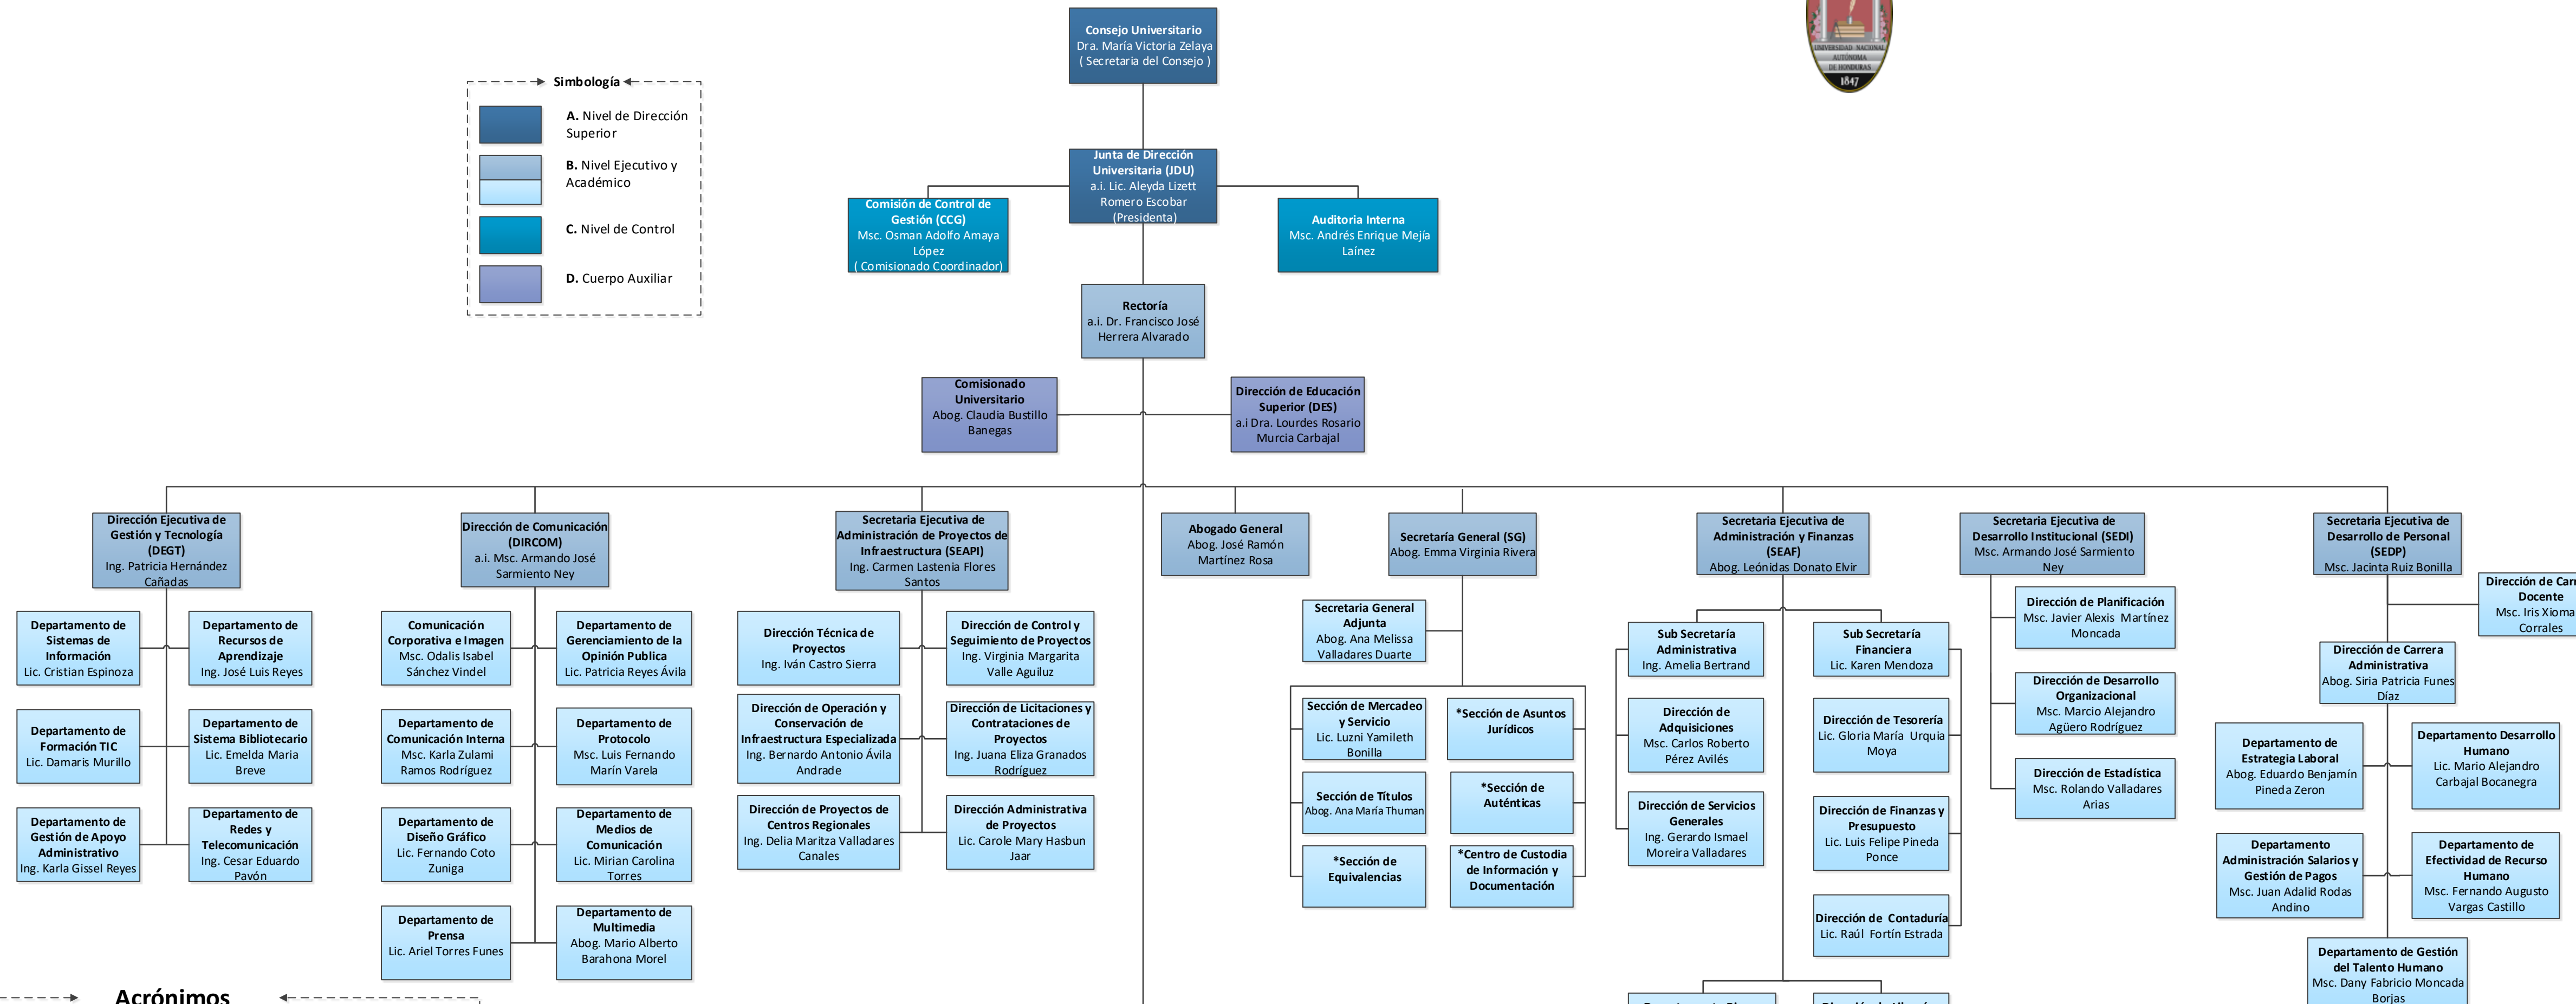 Consejo Universitario
Dra. María Victoria Zelaya
( Secretaria del Consejo )
UNIVERSIDAD NACIONAL
AUTÓNOMA
DE HONDURAS
1847
Simbología
A. Nivel de Dirección
Superior
B. Nivel Ejecutivo y
Académico
C. Nivel de Control
D. Cuerpo Auxiliar
Junta de Dirección
Universitaria (JDU)
a.i. Lic. Aleyda Lizett
Romero Escobar
(Presidenta)
Comisión de Control de
Gestión (CCG)
Msc. Osman Adolfo Amaya
López
( Comisionado Coordinador)
Auditoria Interna
Msc. Andrés Enrique Mejía
Laínez
Rectoría
a.i. Dr. Francisco José
Herrera Alvarado
Comisionado
Universitario
Abog. Claudia Bustillo
Banegas
Dirección de Educación
Superior (DES)
a.i Dra. Lourdes Rosario
Murcia Carbajal
Dirección Ejecutiva de
Gestión y Tecnología
(DEGT)
Ing. Patricia Hernández
Cañadas
Departamento de
Sistemas de
Información
Lic. Cristian Espinoza
Departamento de
Recursos de
Aprendizaje
Ing. José Luis Reyes
Departamento de
Formación TIC
Lic. Damaris Murillo
Departamento de
Sistema Bibliotecario
Lic. Emelda Maria
Breve
Departamento de
Gestión de Apoyo
Administrativo
Ing. Karla Gissel Reyes
Departamento de
Redes y
Telecomunicación
Ing. Cesar Eduardo
Pavón
Dirección de Comunicación
(DIRCOM)
a.i. Msc. Armando José
Sarmiento Ney
Comunicación
Corporativa e Imagen
Msc. Odalis Isabel
Sánchez Vindel
Departamento de
Gerenciamiento de la
Opinión Publica
Lic. Patricia Reyes Ávila
Departamento de
Comunicación Interna
Msc. Karla Zulami
Ramos Rodríguez
Departamento de
Protocolo
Msc. Luis Fernando
Marín Varela
Departamento de
Diseño Gráfico
Lic. Fernando Coto
Zuniga
Departamento de
Medios de
Comunicación
Lic. Mirian Carolina
Torres
Departamento de
Prensa
Lic. Ariel Torres Funes
Departamento de
Multimedia
Abog. Mario Alberto
Barahona Morel
Secretaria Ejecutiva de
Administración de Proyectos de
Infraestructura (SEAPI)
Ing. Carmen Lastenia Flores
Santos
Dirección Técnica de
Proyectos
Ing. Iván Castro Sierra
Dirección de Control y
Seguimiento de Proyectos
Ing. Virginia Margarita
Valle Aguiluz
Dirección de Operación y
Conservación de
Infraestructura Especializada
Ing. Bernardo Antonio Ávila
Andrade
Dirección de Licitaciones y
Contrataciones de
Proyectos
Ing. Juana Eliza Granados
Rodríguez
Dirección de Proyectos de
Centros Regionales
Ing. Delia Maritza Valladares
Canales
Dirección Administrativa
de Proyectos
Lic. Carole Mary Hasbun
Jaar
Abogado General
Abog. José Ramón
Martínez Rosa
Secretaría General (SG)
Abog. Emma Virginia Rivera
Secretaria General
Adjunta
Abog. Ana Melissa
Valladares Duarte
Sección de Mercadeo
y Servicio
Lic. Luzni Yamileth
Bonilla
*Sección de Asuntos
Jurídicos
Sección de Títulos
Abog. Ana María Thuman
*Sección de
Auténticas
*Sección de
Equivalencias
*Centro de Custodia
de Información y
Documentación
Secretaria Ejecutiva de
Administración y Finanzas
(SEAF)
Abog. Leónidas Donato Elvir
Sub Secretaría
Administrativa
Ing. Amelia Bertrand
Sub Secretaría
Financiera
Lic. Karen Mendoza
Dirección de
Adquisiciones
Msc. Carlos Roberto
Pérez Avilés
Dirección de Tesorería
Lic. Gloria María Urquia
Moya
Dirección de Servicios
Generales
Ing. Gerardo Ismael
Moreira Valladares
Dirección de Finanzas y
Presupuesto
Lic. Luis Felipe Pineda
Ponce
Dirección de Contaduría
Lic. Raúl Fortín Estrada
Secretaria Ejecutiva de
Desarrollo Institucional (SEDI)
Msc. Armando José Sarmiento
Ney
Dirección de Planificación
Msc. Javier Alexis Martínez
Moncada
Dirección de Desarrollo
Organizacional
Msc. Marcio Alejandro
Agüero Rodríguez
Dirección de Estadística
Msc. Rolando Valladares
Arias
Secretaria Ejecutiva de
Desarrollo de Personal
(SEDP)
Msc. Jacinta Ruiz Bonilla
Dirección de Carr
Docente
Msc. Iris Xioma
Corrales
Dirección de Carrera
Administrativa
Abog. Siria Patricia Funes
Díaz
Departamento de
Estrategia Laboral
Abog. Eduardo Benjamín
Pineda Zeron
Departamento Desarrollo
Humano
Lic. Mario Alejandro
Carbajal Bocanegra
Departamento
Administración Salarios y
Gestión de Pagos
Msc. Juan Adalid Rodas
Andino
Departamento de
Efectividad de Recurso
Humano
Msc. Fernando Augusto
Vargas Castillo
Departamento de Gestión
del Talento Humano
Msc. Dany Fabricio Moncada
Borjas
Acrónimos